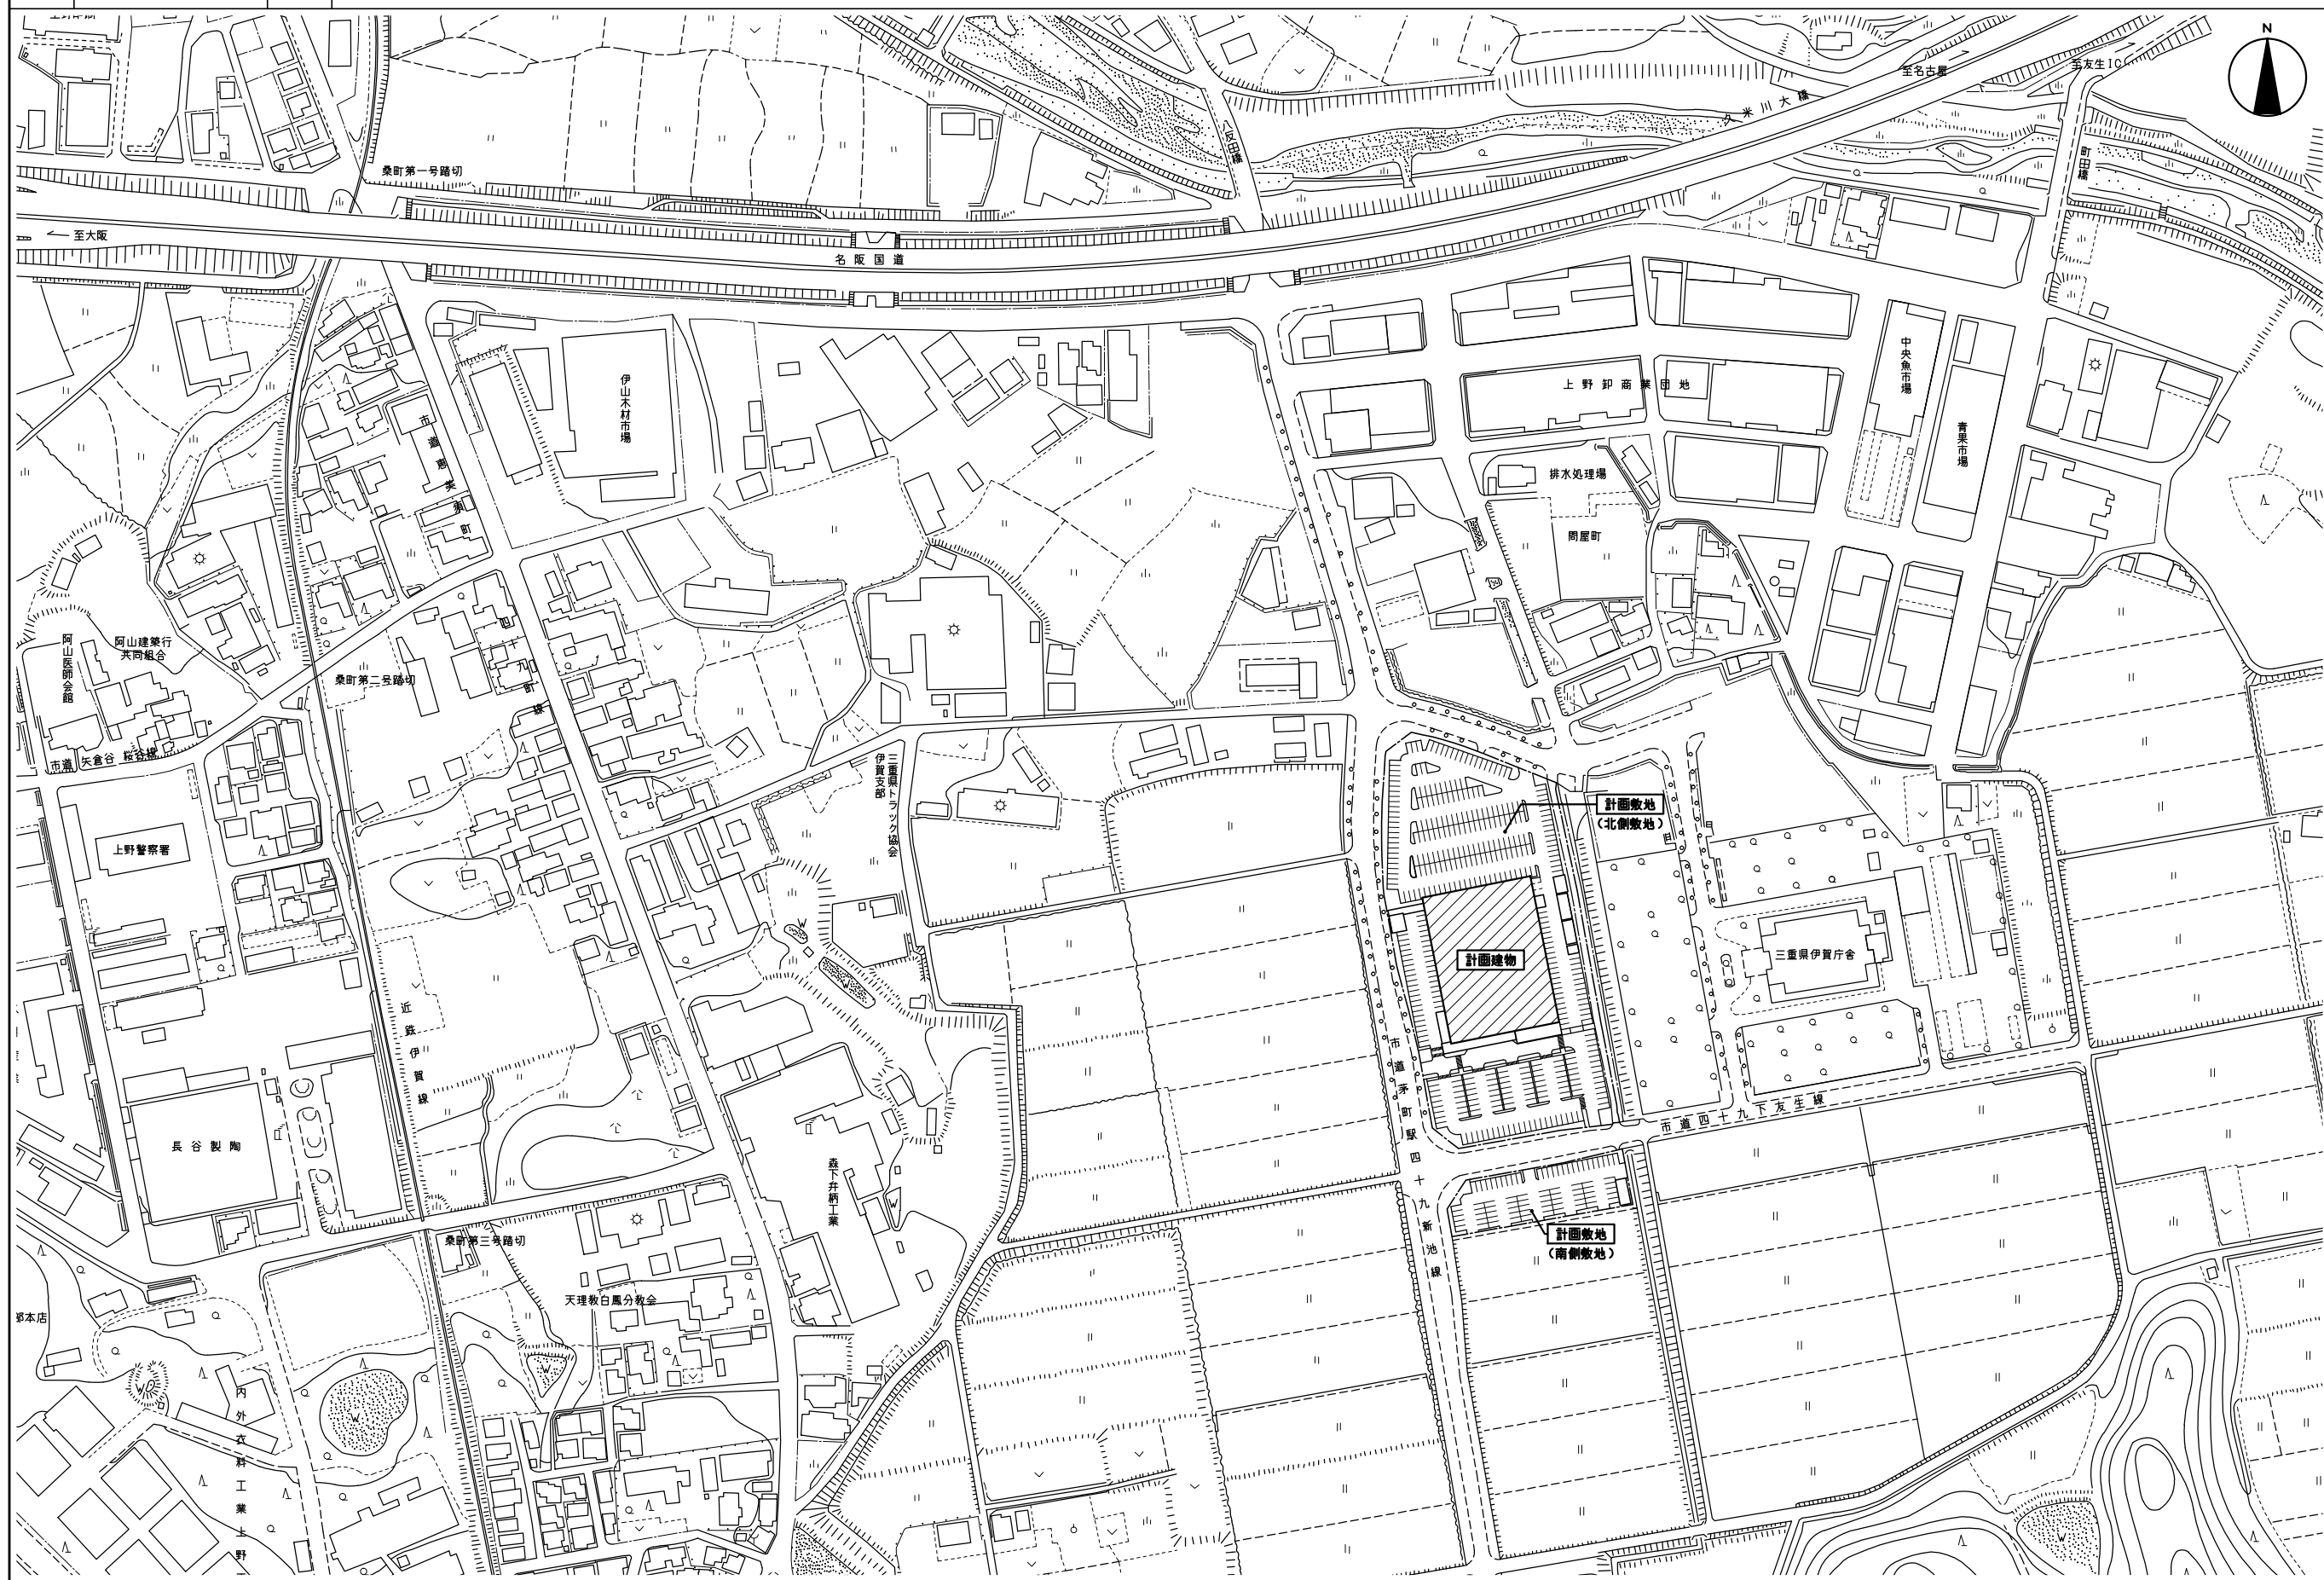 N
至名古屋
至友生IC
久米川大橋
反田橋
町田橋
桑町第一号踏切
至大阪
名阪国道
伊山木材市場
市道恵美須町
四十九町線
上野卸商業団地
中央魚市場
青果市場
排水処理場
問屋町
阿山医師会館
阿山建築行
共同組合
桑町第二号踏切
市道 矢倉谷 桜谷線
三重県トラック協会
伊賀支部
上野警察署
計画敷地
(北側敷地)
計画建物
三重県伊賀庁舎
近鉄伊賀線
市道茅町駅四十九新池線
市道四十九下友生線
長谷製陶
森下弁柄工業
計画敷地
(南側敷地)
桑町第三号踏切
天理教白鳳分教会
部本店
内外衣料工業上野